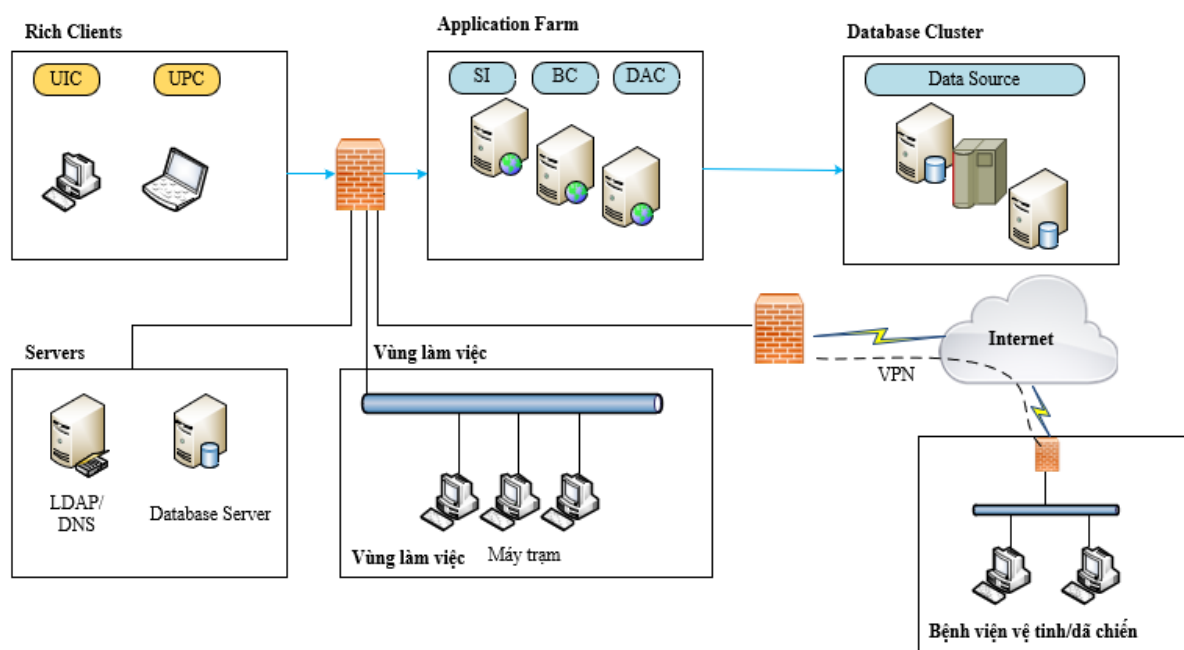 Rich Clients
Application Farm
Database Cluster
UIC
UPC
SI
BC
DAC
Data Source
Servers
Vùng làm việc
Internet
VPN
LDAP/
DNS
Database Server
Vùng làm việc
Máy trạm
Bệnh viện vệ tinh/dã chiến